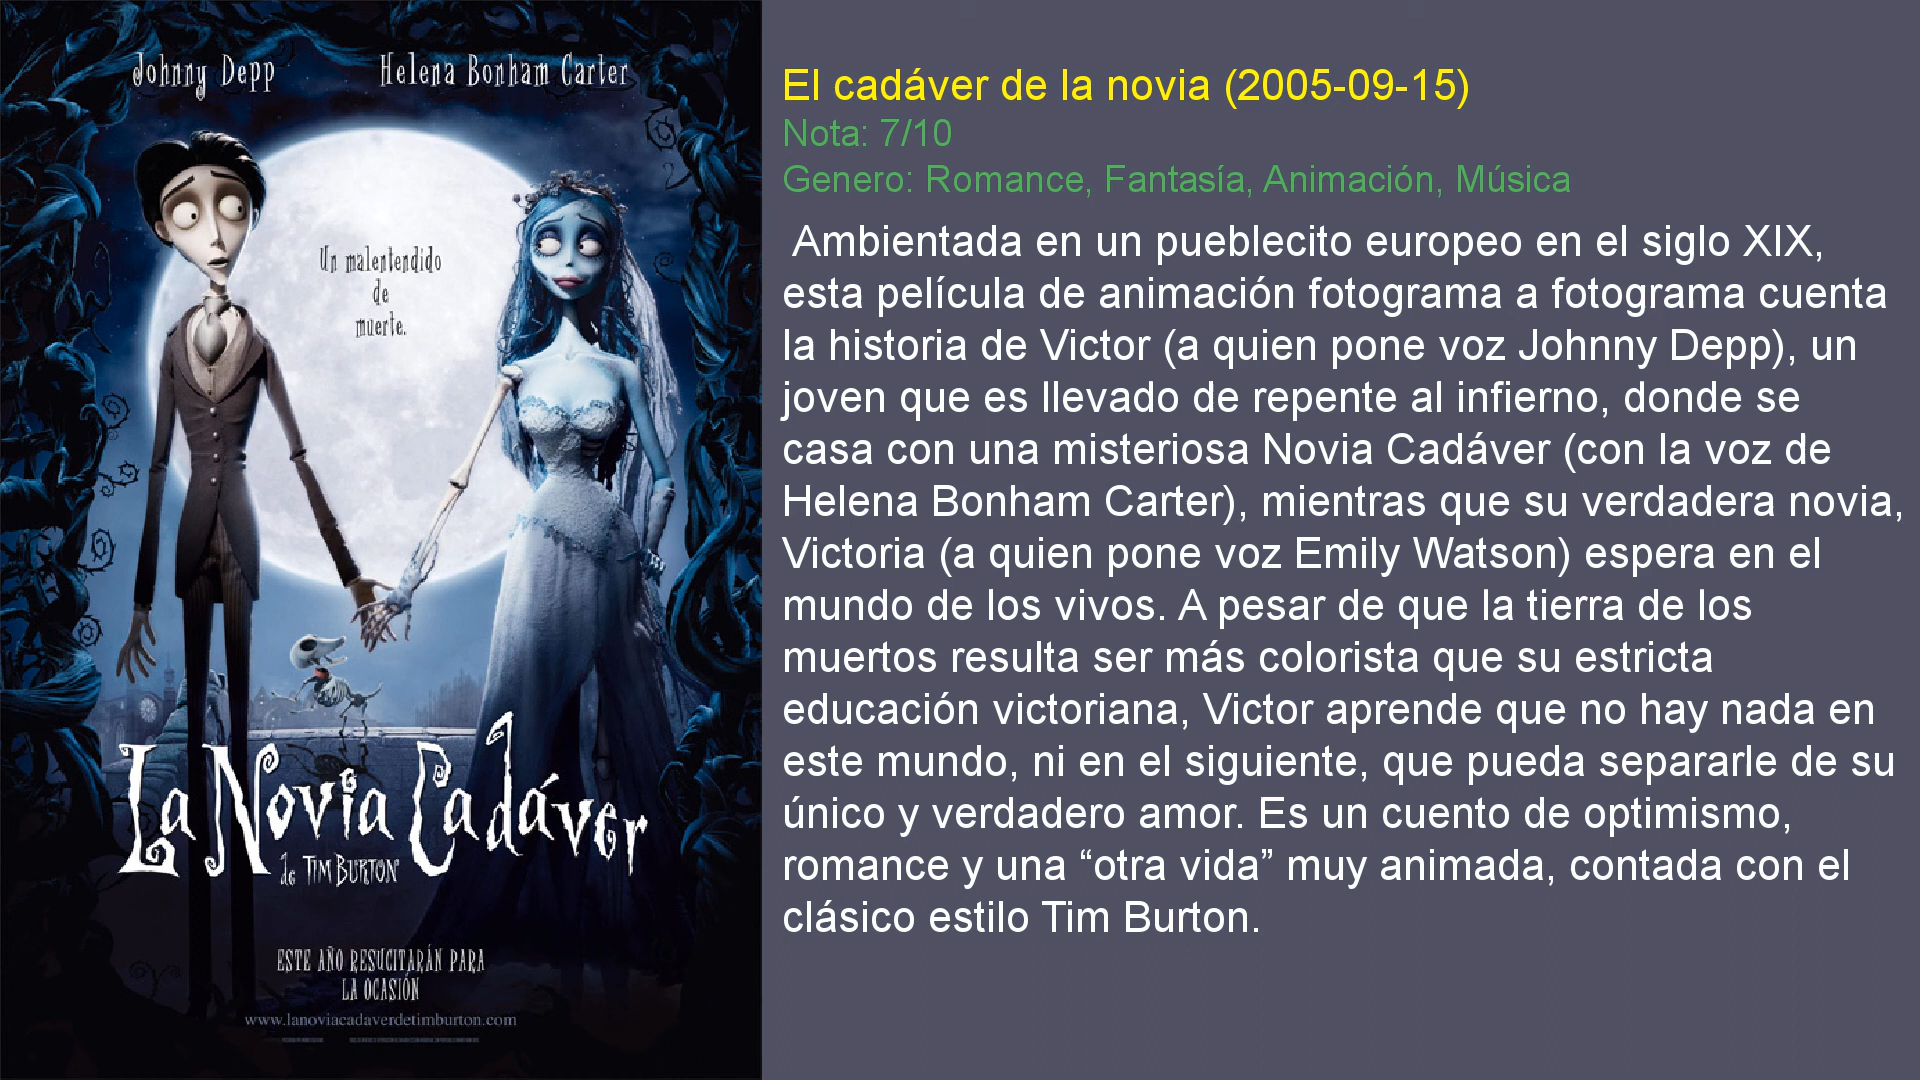 Johnny Depp
Helena Bonham Carter
Un malentendido
de
muerte.
La Novia Cadáver
de Tim Burton
ESTE AÑO RESUCITARÁN PARA
LA OCASIÓN
www.lanoviacadaverdetimburton.com
El cadáver de la novia (2005-09-15)
Nota: 7/10
Genero: Romance, Fantasía, Animación, Música
Ambientada en un pueblecito europeo en el siglo XIX,
esta película de animación fotograma a fotograma cuenta
la historia de Victor (a quien pone voz Johnny Depp), un
joven que es llevado de repente al infierno, donde se
casa con una misteriosa Novia Cadáver (con la voz de
Helena Bonham Carter), mientras que su verdadera novia,
Victoria (a quien pone voz Emily Watson) espera en el
mundo de los vivos. A pesar de que la tierra de los
muertos resulta ser más colorista que su estricta
educación victoriana, Victor aprende que no hay nada en
este mundo, ni en el siguiente, que pueda separarle de su
único y verdadero amor. Es un cuento de optimismo,
romance y una “otra vida” muy animada, contada con el
clásico estilo Tim Burton.